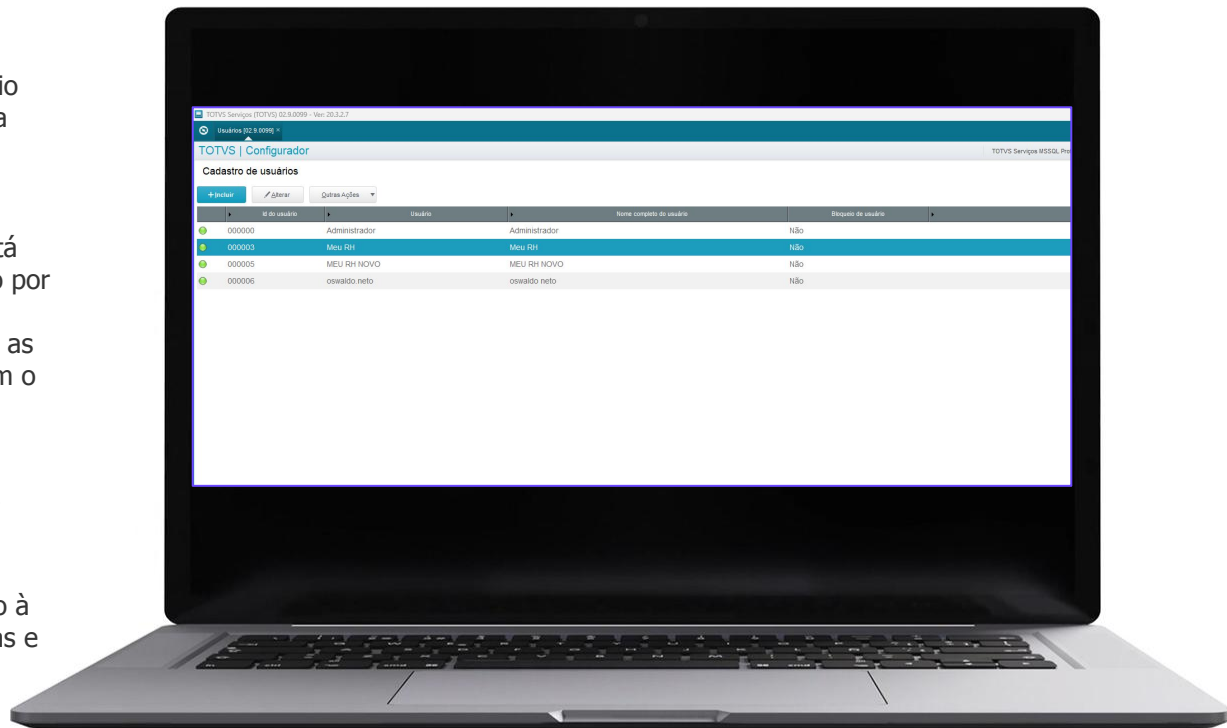 io
a
tá
o por
as
m o
o à
as e
TOTVS Serviços (TOTVS) 02.9.0099 - Ver: 20.3.2.7
Usuários [02.9.0099] ×
TOTVS | Configurador
TOTVS Serviços MSSQL Pro
Cadastro de usuários
+ Incluir Alterar Outras Ações
Id do usuário Usuário Nome completo do usuário Bloqueio de usuário
000000 Administrador Administrador Não
000003 Meu RH Meu RH Não
000005 MEU RH NOVO MEU RH NOVO Não
000006 oswaldo.neto oswaldo neto Não